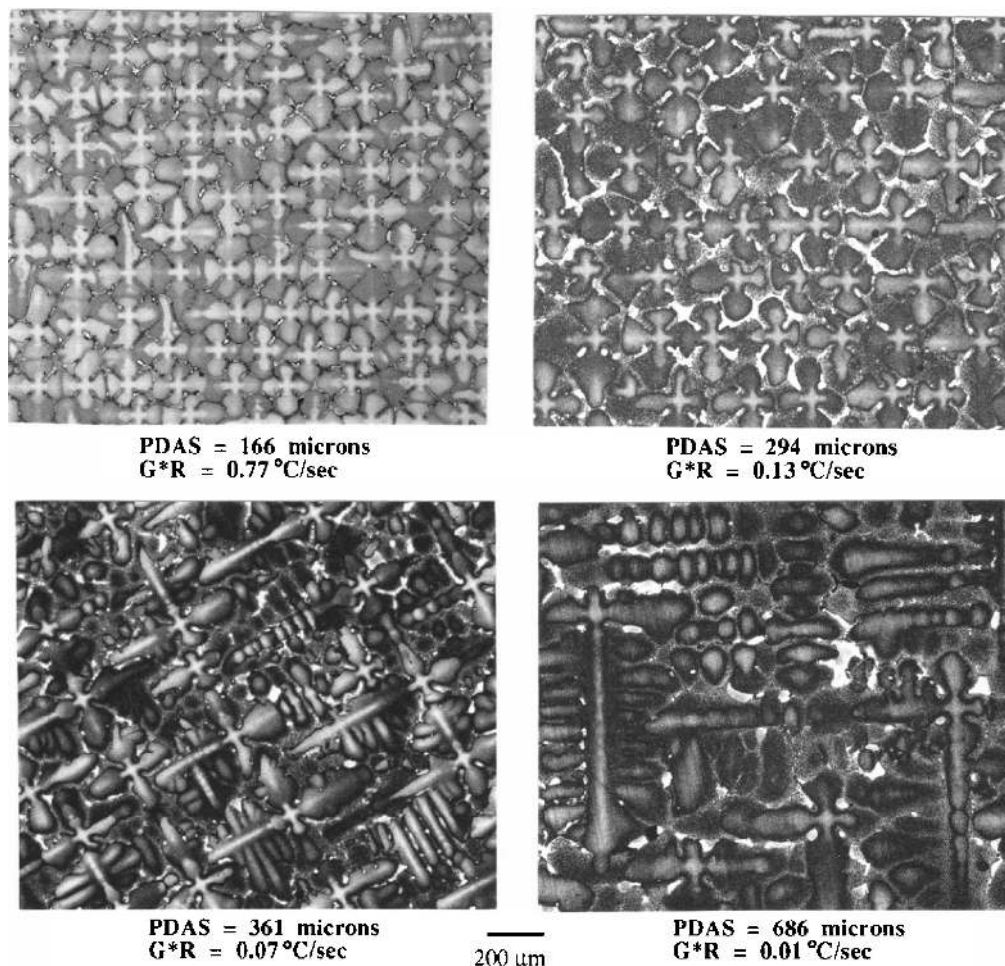 PDAS = 166 microns
G*R = 0.77 °C/sec
PDAS = 294 microns
G*R = 0.13 °C/sec
PDAS = 361 microns
G*R = 0.07 °C/sec
200 µm
PDAS = 686 microns
G*R = 0.01 °C/sec